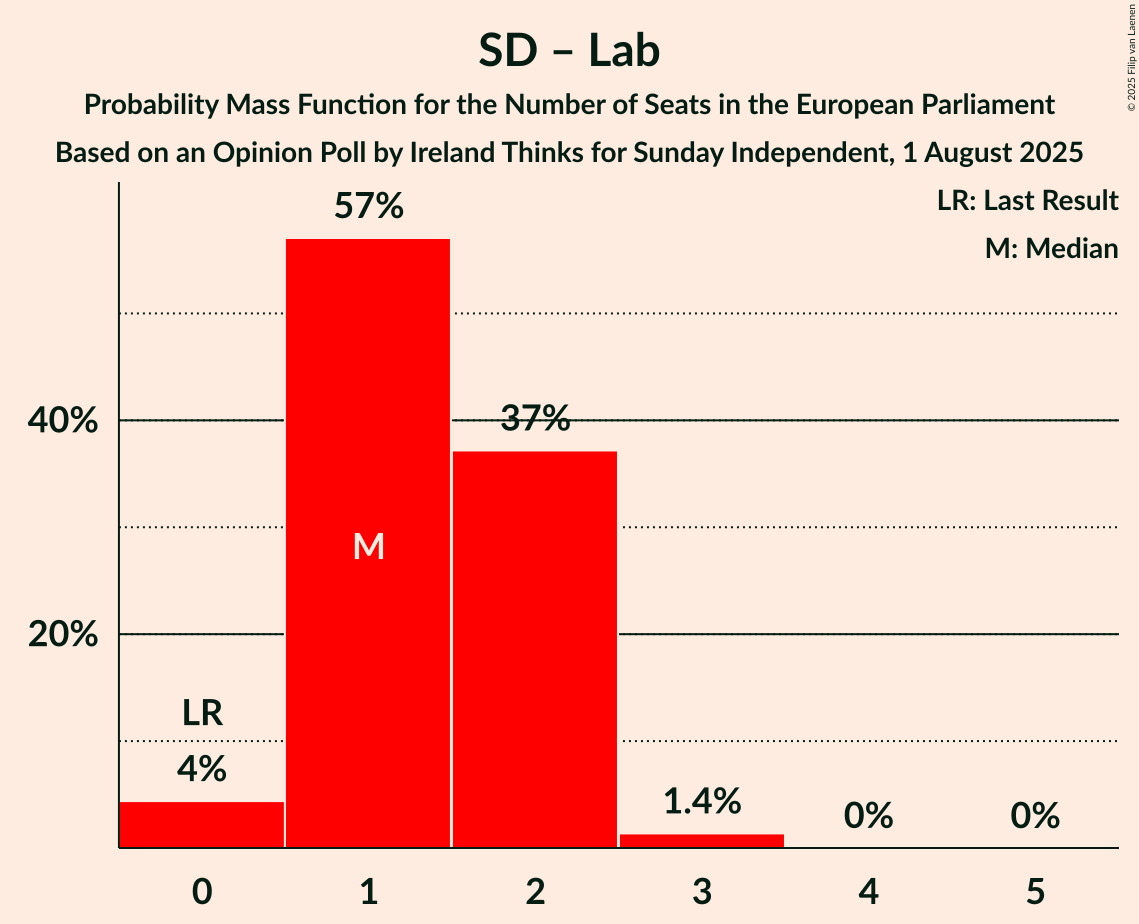 SD – Lab
Probability Mass Function for the Number of Seats in the European Parliament
Based on an Opinion Poll by Ireland Thinks for Sunday Independent, 1 August 2025
© 2025 Filip van Laenen
LR: Last Result
M: Median
57%
40%
37%
M
20%
LR
4%
1.4%
0%
0%
0
1
2
3
4
5